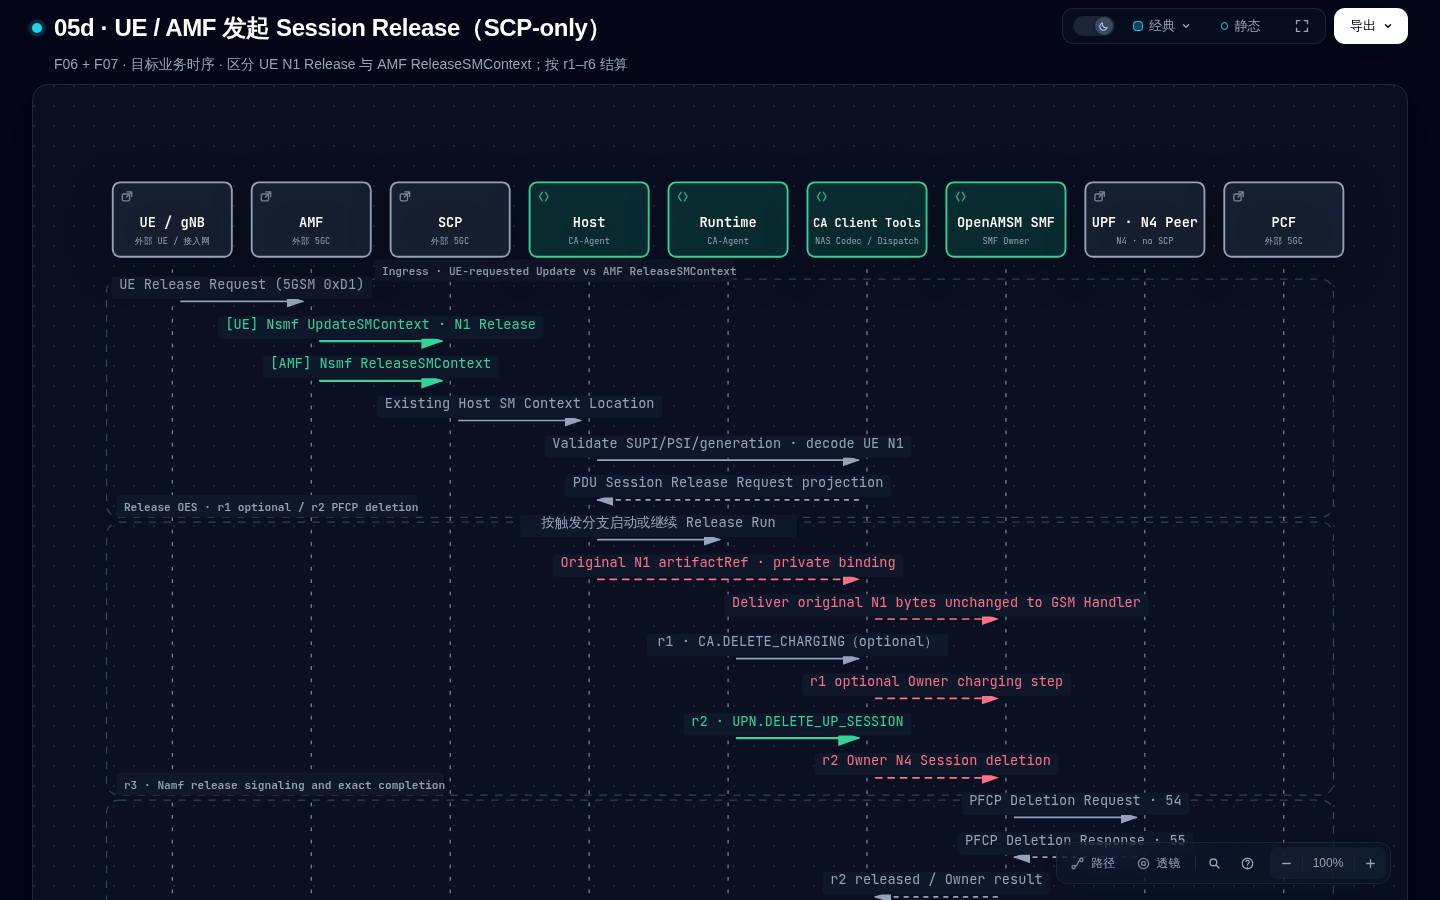 05d · UE / AMF 发起 Session Release（SCP-only）
经典
静态
导出
F06 + F07 · 目标业务时序 · 区分 UE N1 Release 与 AMF ReleaseSMContext；按 r1–r6 结算
UE / gNB
外部 UE / 接入网
AMF
外部 5GC
SCP
外部 5GC
Host
CA-Agent
Runtime
CA-Agent
CA Client Tools
NAS Codec / Dispatch
OpenAMSM SMF
SMF Owner
UPF · N4 Peer
N4 · no SCP
PCF
外部 5GC
Ingress · UE-requested Update vs AMF ReleaseSMContext
UE Release Request (5GSM 0xD1)
[UE] Nsmf UpdateSMContext · N1 Release
[AMF] Nsmf ReleaseSMContext
Existing Host SM Context Location
Validate SUPI/PSI/generation · decode UE N1
PDU Session Release Request projection
Release OES · r1 optional / r2 PFCP deletion
按触发分支启动或继续 Release Run
Original N1 artifactRef · private binding
Deliver original N1 bytes unchanged to GSM Handler
r1 · CA.DELETE_CHARGING（optional）
r1 optional Owner charging step
r2 · UPN.DELETE_UP_SESSION
r2 Owner N4 Session deletion
r3 · Namf release signaling and exact completion
PFCP Deletion Request · 54
PFCP Deletion Response · 55
r2 released / Owner result
路径
透镜
100%